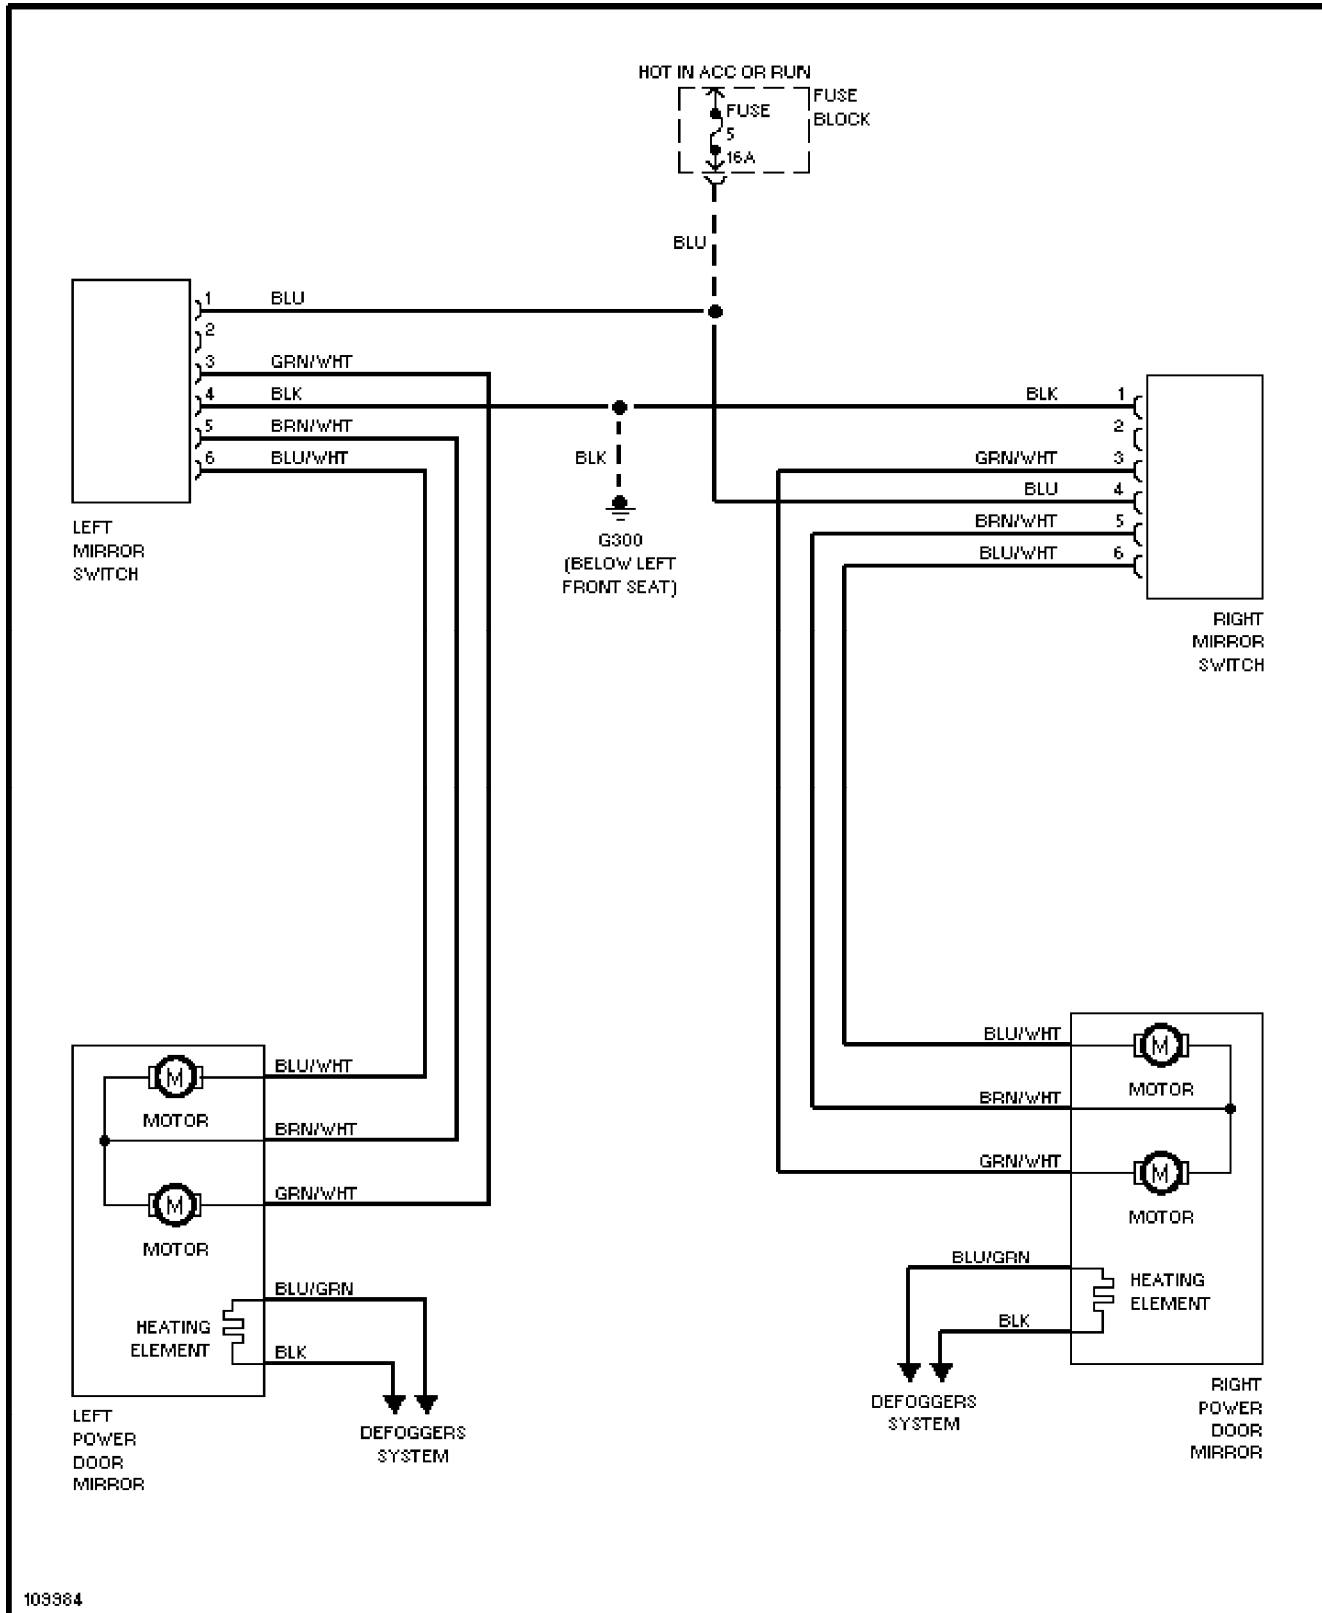 HOT IN ACC OR RUN
FUSE
5
16A
FUSE
BLOCK
BLU
1 BLU
2
3 GRN/WHT
4 BLK
5 BRN/WHT
6 BLU/WHT
LEFT
MIRROR
SWITCH
BLK
G300
(BELOW LEFT
FRONT SEAT)
BLK 1
2
GRN/WHT 3
BLU 4
BRN/WHT 5
BLU/WHT 6
RIGHT
MIRROR
SWITCH
M
MOTOR
M
MOTOR
BLU/WHT
BRN/WHT
GRN/WHT
BLU/GRN
HEATING
ELEMENT
BLK
LEFT
POWER
DOOR
MIRROR
DEFOGGERS
SYSTEM
BLU/WHT
BRN/WHT
GRN/WHT
M
MOTOR
M
MOTOR
BLU/GRN
BLK
HEATING
ELEMENT
DEFOGGERS
SYSTEM
RIGHT
POWER
DOOR
MIRROR
109984